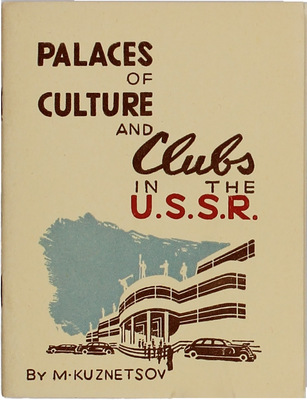 PALACES
OF
CULTURE
AND
Clubs
IN THE
U.S.S.R.
BY M. KUZNETSOV